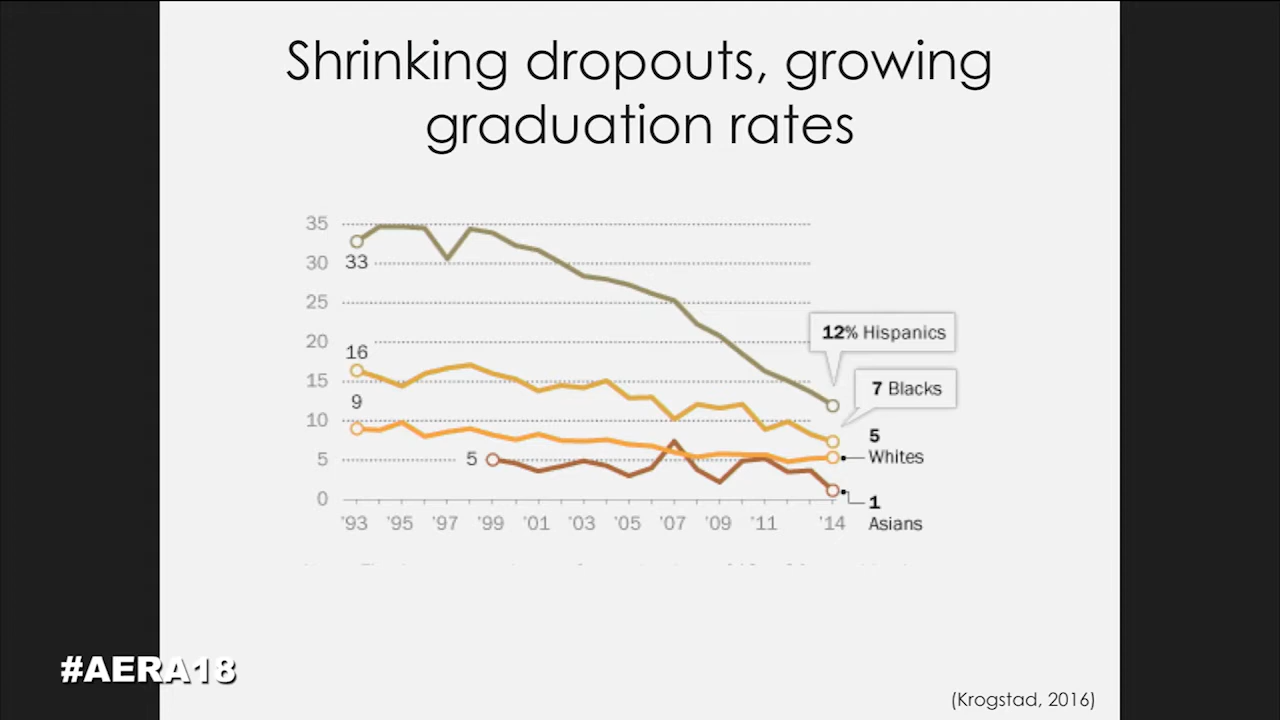 Shrinking dropouts, growing
graduation rates
35
33
30
25
20
16
15
9
10
5
5
0
'93 '95 '97 '99 '01 '03 '05 '07 '09 '11 '14
12% Hispanics
7 Blacks
5
Whites
1
Asians
#AERA18
(Krogstad, 2016)